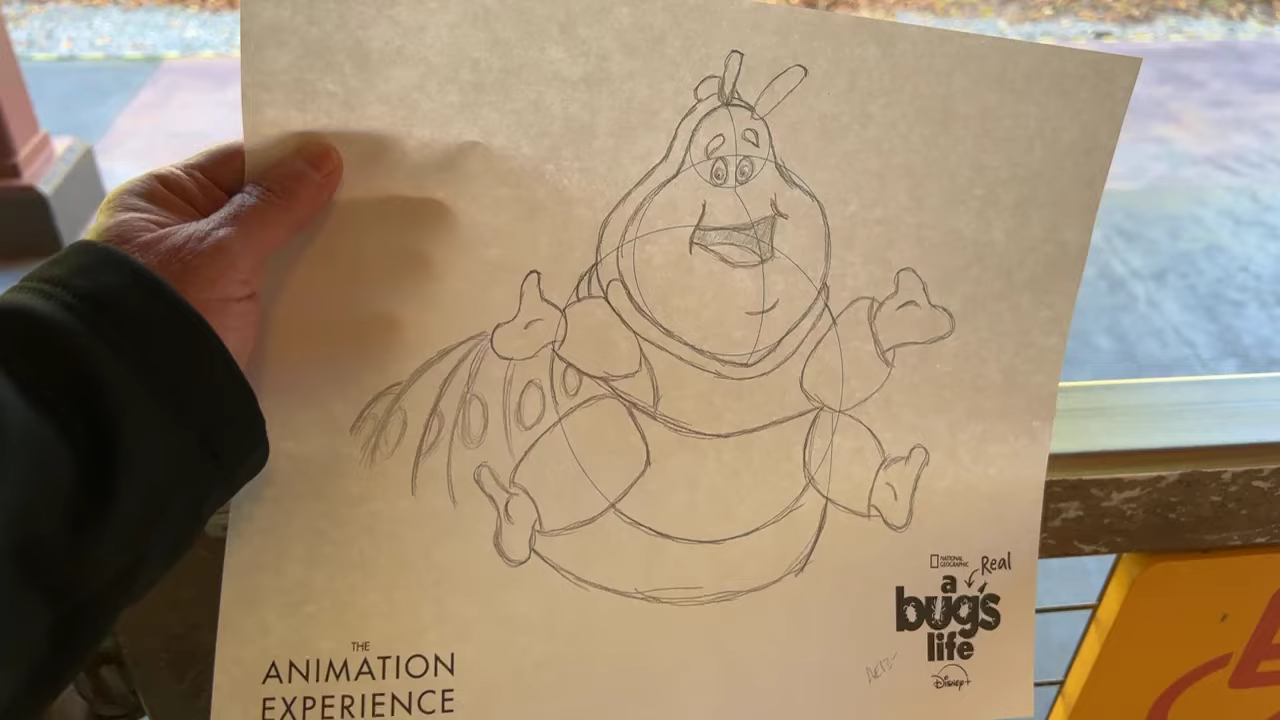 NATIONAL
GEOGRAPHIC
Real
a
bug's
life
Disney+
THE
ANIMATION
EXPERIENCE